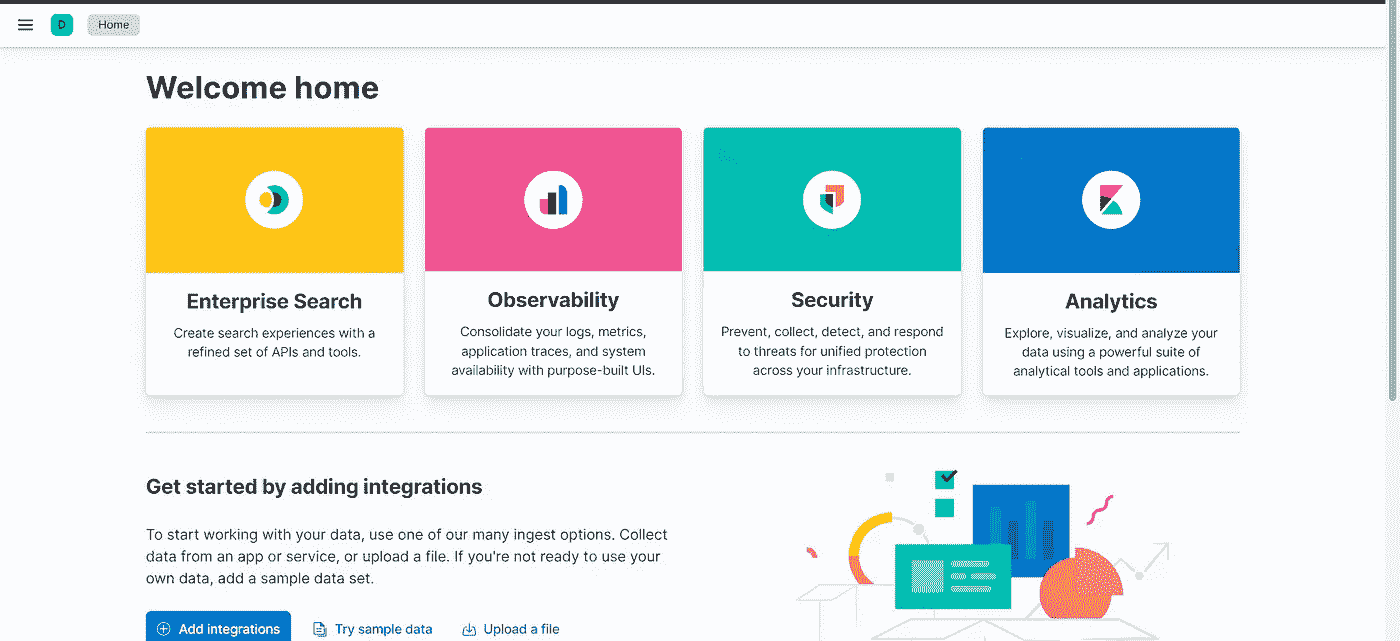 D
Home
Welcome home
Enterprise Search
Create search experiences with a
refined set of APIs and tools.
Observability
Consolidate your logs, metrics,
application traces, and system
availability with purpose-built UIs.
Security
Prevent, collect, detect, and respond
to threats for unified protection
across your infrastructure.
Analytics
Explore, visualize, and analyze your
data using a powerful suite of
analytical tools and applications.
Get started by adding integrations
To start working with your data, use one of our many ingest options. Collect
data from an app or service, or upload a file. If you're not ready to use your
own data, add a sample data set.
Add integrations
Try sample data
Upload a file